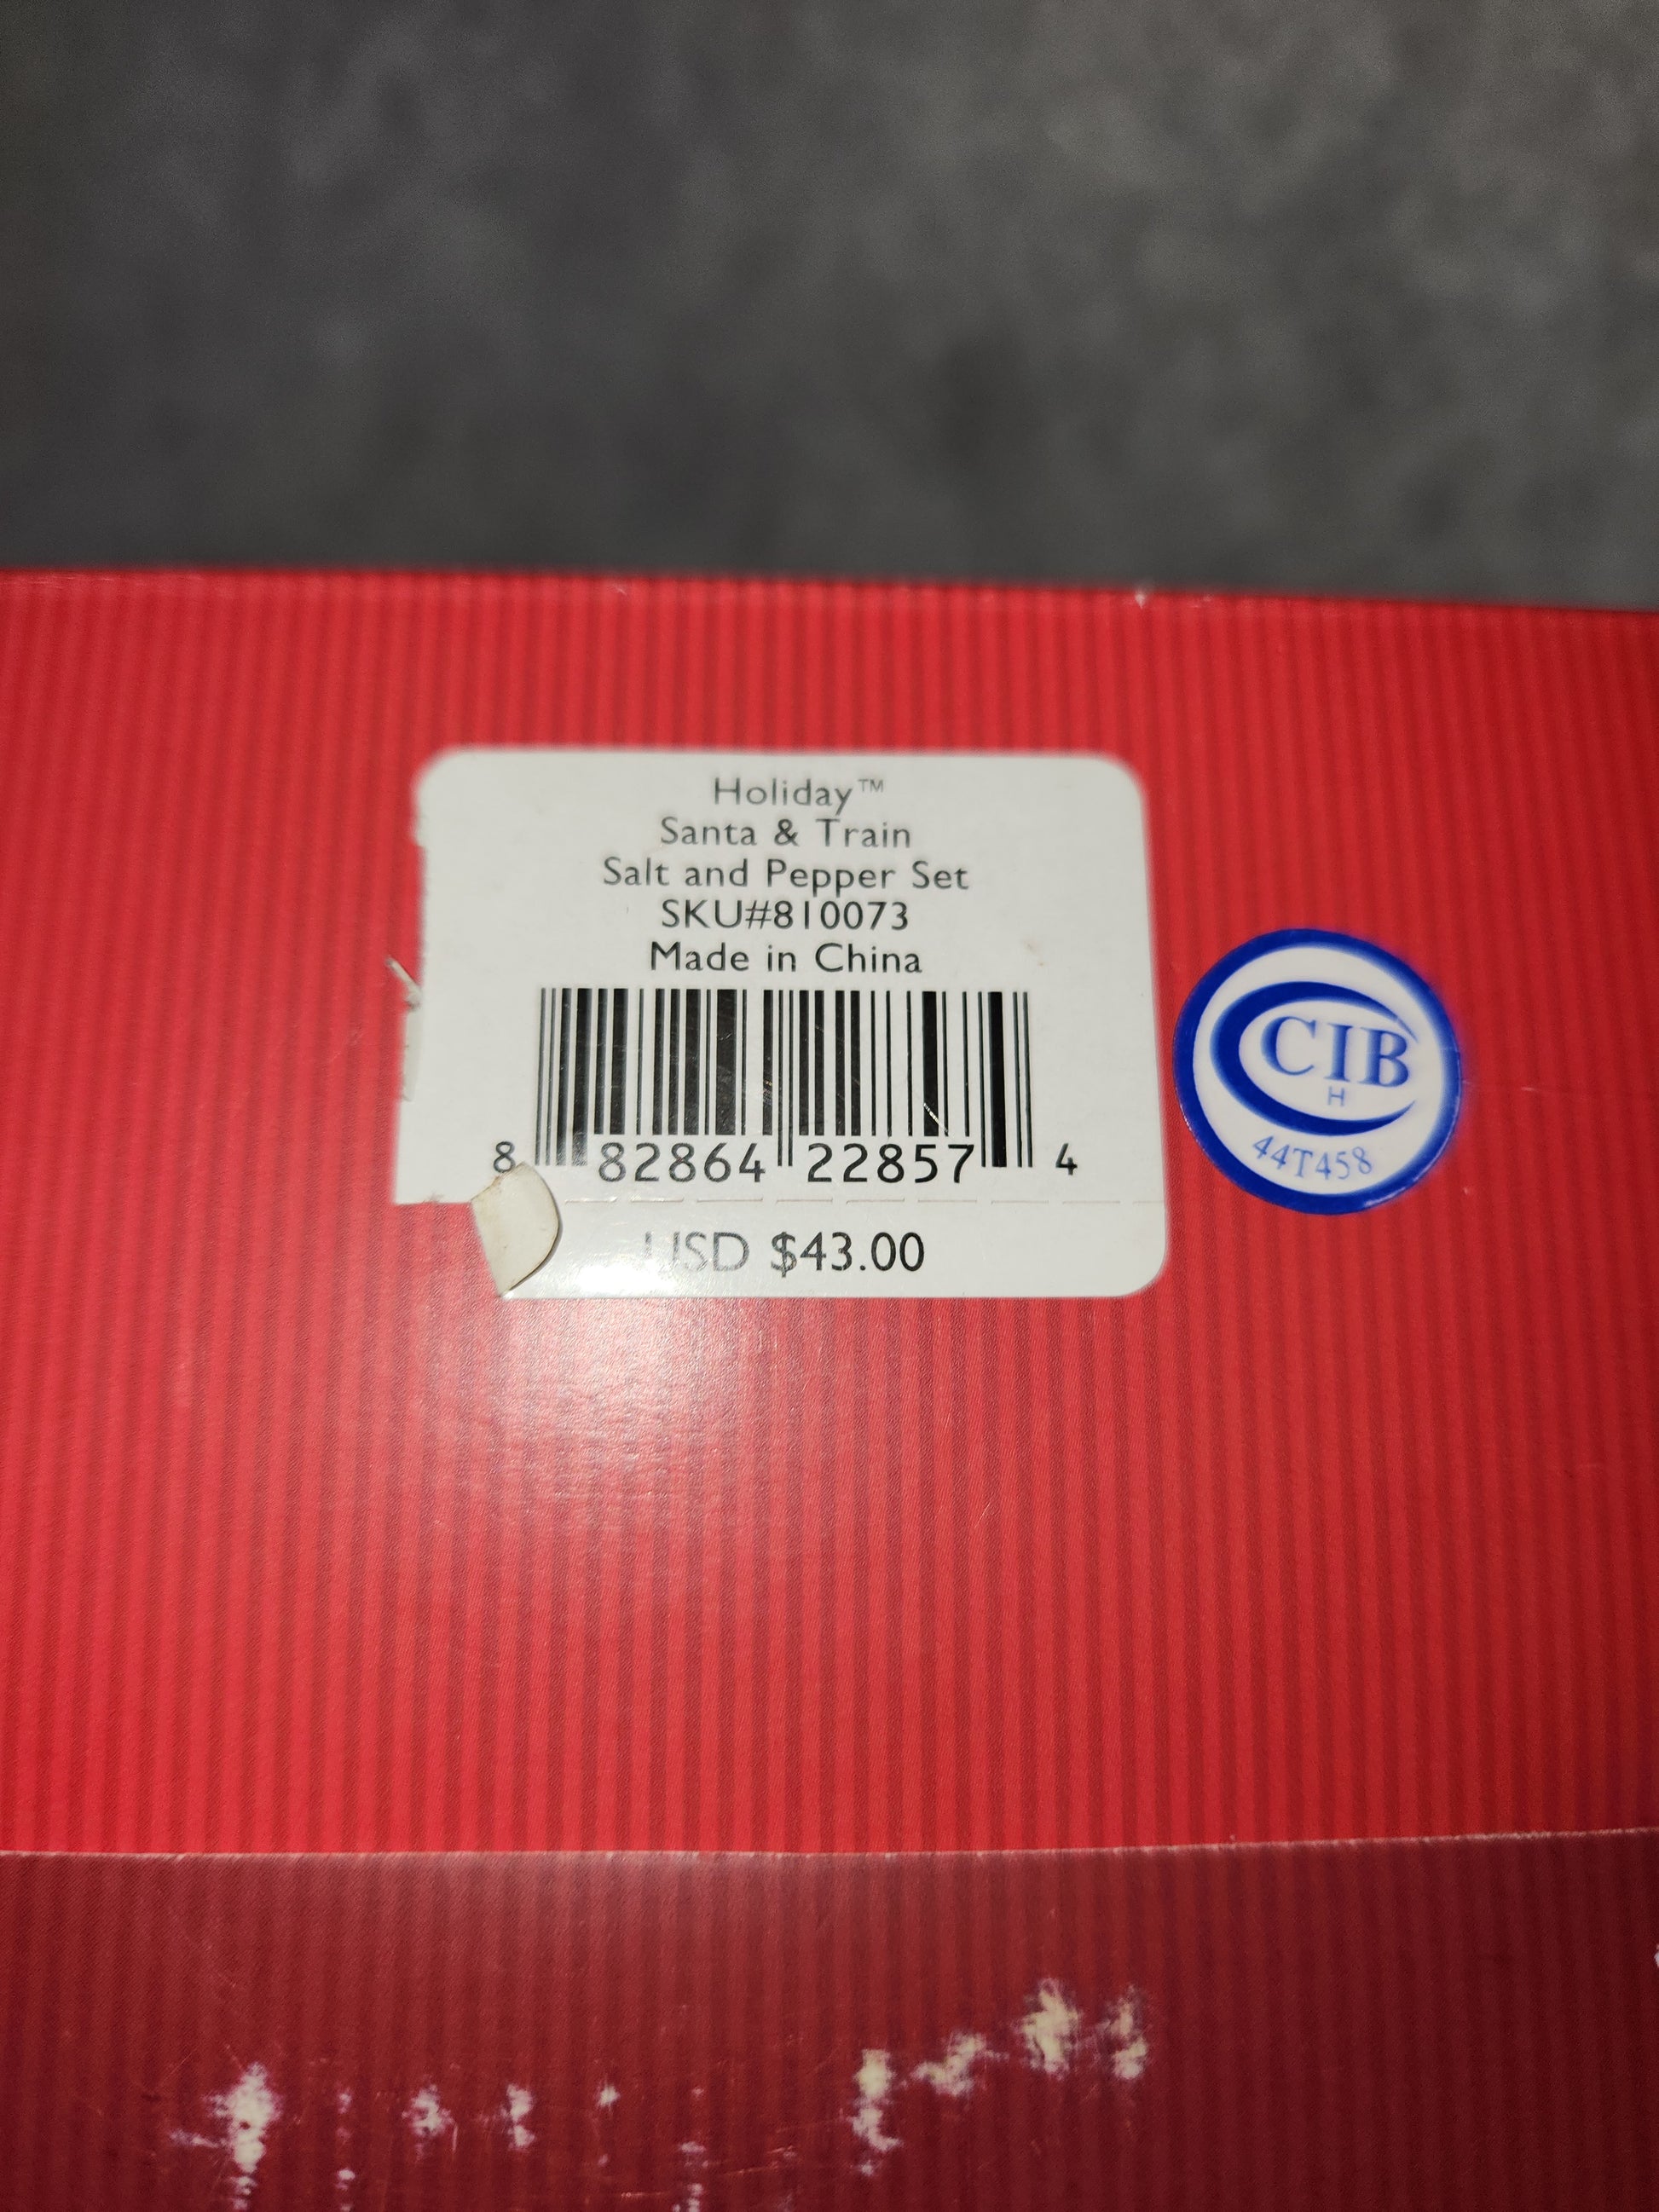 Holiday™
Santa & Train
Salt and Pepper Set
SKU#810073
Made in China
8 82864 22857 4
USD $43.00
CIB
H
44T458